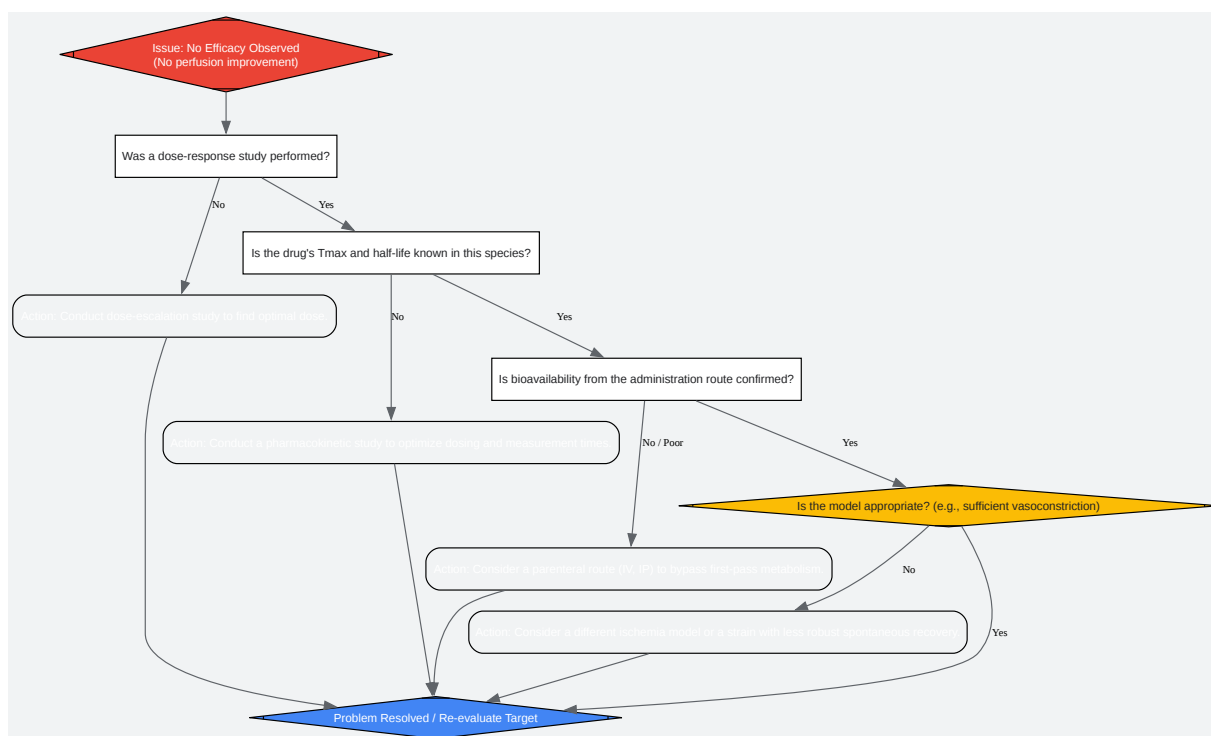 Issue: No Efficacy Observed
(No perfusion improvement)
Was a dose-response study performed?
No
Yes
Is the drug's Tmax and half-life known in this species?
Action: Conduct dose-escalation study to find optimal dose.
No
Yes
Is bioavailability from the administration route confirmed?
Action: Conduct a pharmacokinetic study to optimize dosing and measurement times.
No / Poor
Yes
Is the model appropriate? (e.g., sufficient vasoconstriction)
Action: Consider a parenteral route (IV, IP) to bypass first-pass metabolism.
No
Action: Consider a different ischemia model or a strain with less robust spontaneous recovery.
Yes
Problem Resolved / Re-evaluate Target